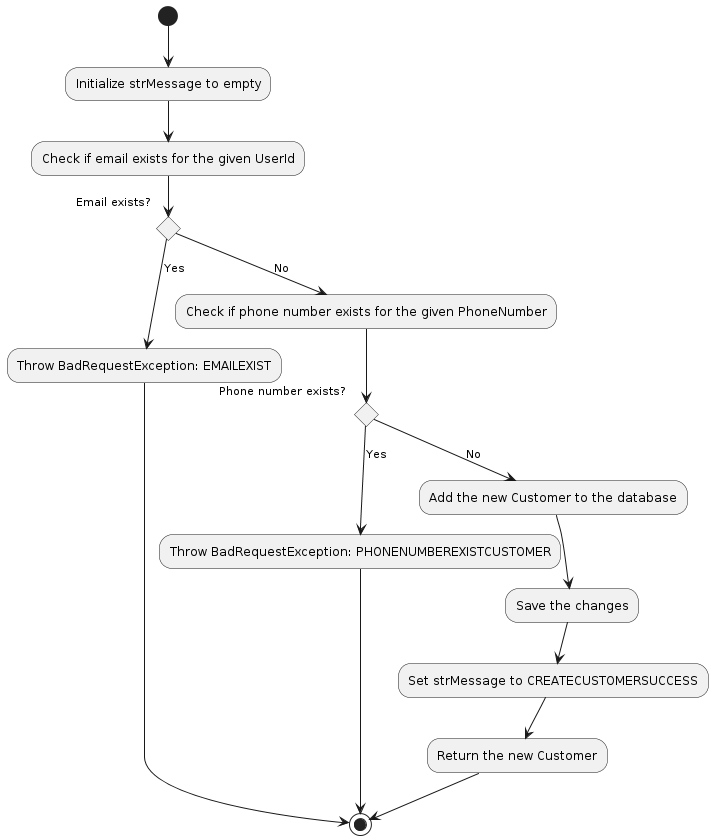 Initialize strMessage to empty
Check if email exists for the given UserId
Email exists?
Yes
No
Check if phone number exists for the given PhoneNumber
Throw BadRequestException: EMAILEXIST
Phone number exists?
Yes
No
Add the new Customer to the database
Throw BadRequestException: PHONENUMBEREXISTCUSTOMER
Save the changes
Set strMessage to CREATECUSTOMERSUCCESS
Return the new Customer